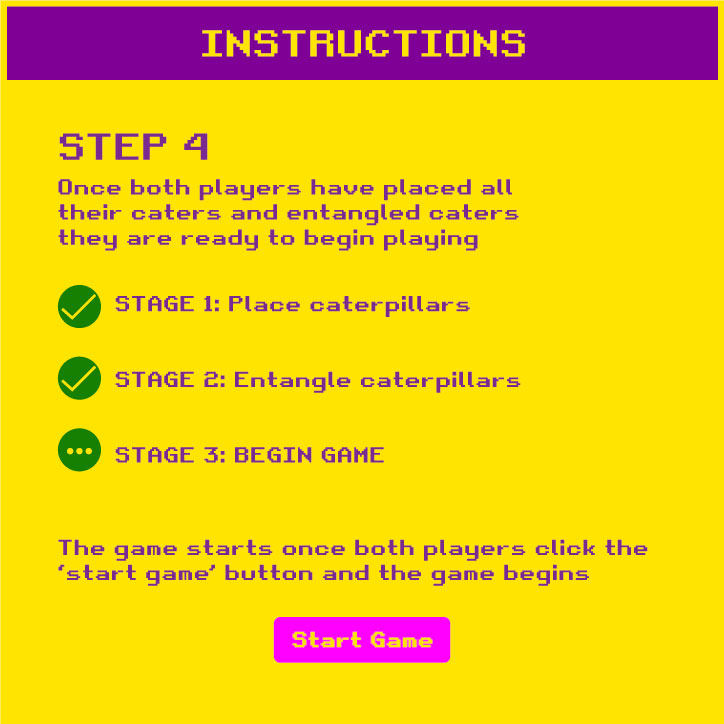 INSTRUCTIONS
STEP 4
Once both players have placed all
their caters and entangled caters
they are ready to begin playing
STAGE 1: Place caterpillars
STAGE 2: Entangle caterpillars
STAGE 3: BEGIN GAME
The game starts once both players click the
‘start game’ button and the game begins
Start Game